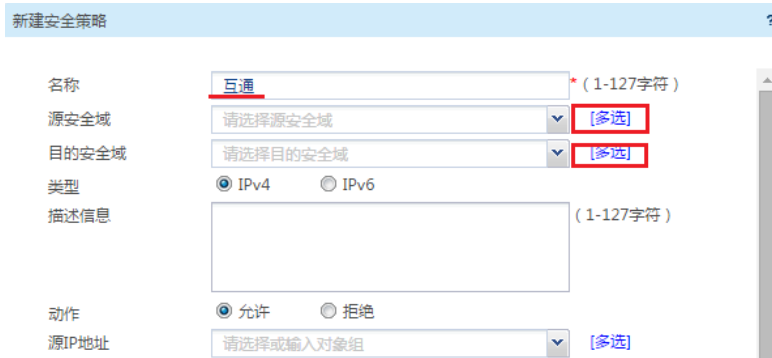 新建安全策略 ?
名称 互通 * ( 1-127字符 )
源安全域 请选择源安全域 [多选]
目的安全域 请选择目的安全域 [多选]
类型 IPv4 IPv6
描述信息 ( 1-127字符 )
动作 允许 拒绝
源IP地址 请选择或输入对象组 [多选]